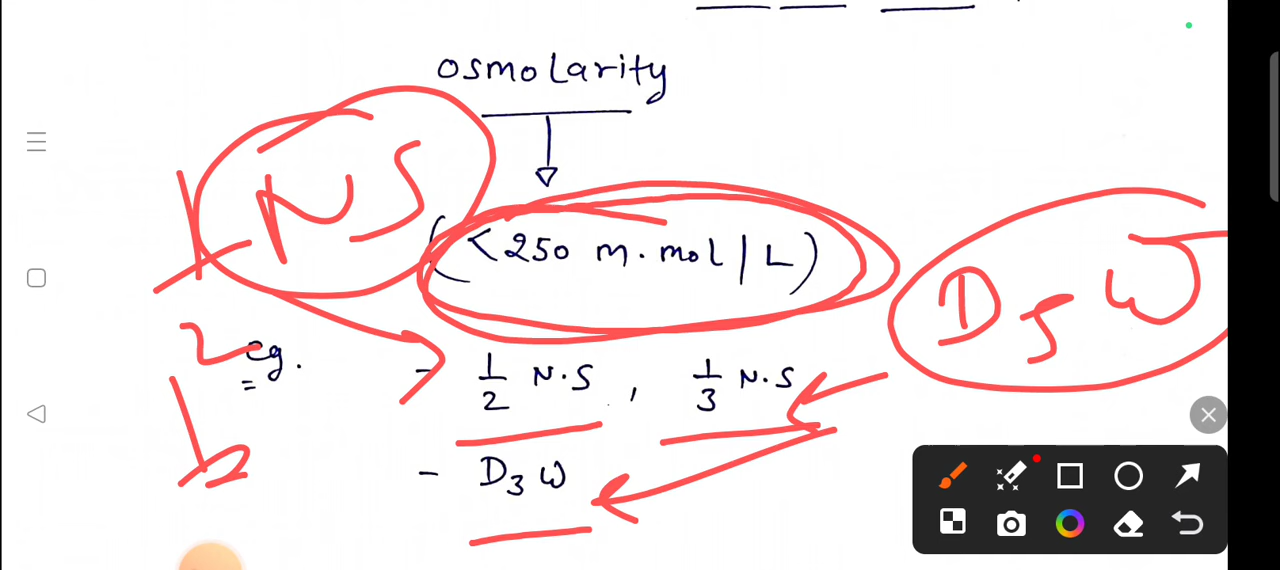 osmolarity
NS
(<250 m.mol/L)
D5W
eg. - 1/2 N.S, 1/3 N.S
- D3W